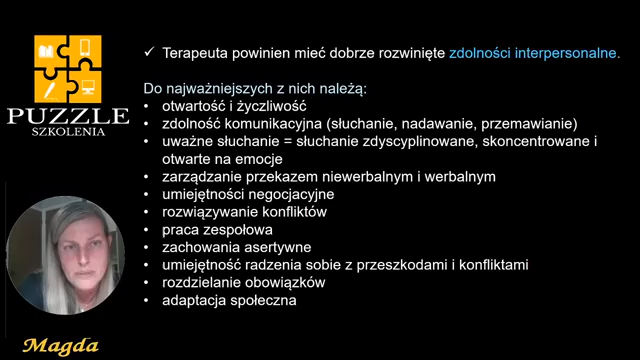 PUZZLE
SZKOLENIA
✓ Terapeuta powinien mieć dobrze rozwinięte zdolności interpersonalne.
Do najważniejszych z nich należą:
• otwartość i życzliwość
• zdolność komunikacyjna (słuchanie, nadawanie, przemawianie)
• uważne słuchanie = słuchanie zdyscyplinowane, skoncentrowane i
otwarte na emocje
• zarządzanie przekazem niewerbalnym i werbalnym
• umiejętności negocjacyjne
• rozwiązywanie konfliktów
• praca zespołowa
• zachowania asertywne
• umiejętność radzenia sobie z przeszkodami i konfliktami
• rozdzielanie obowiązków
• adaptacja społeczna
Magda